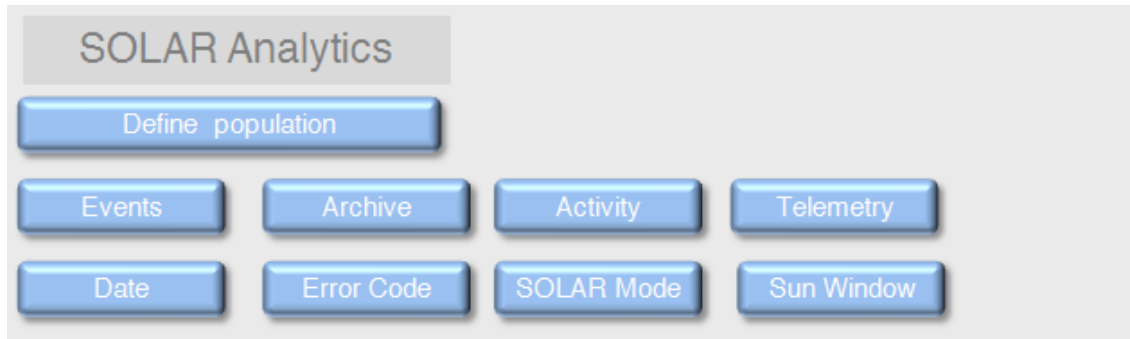 SOLAR Analytics
Define population
Events Archive Activity Telemetry
Date Error Code SOLAR Mode Sun Window